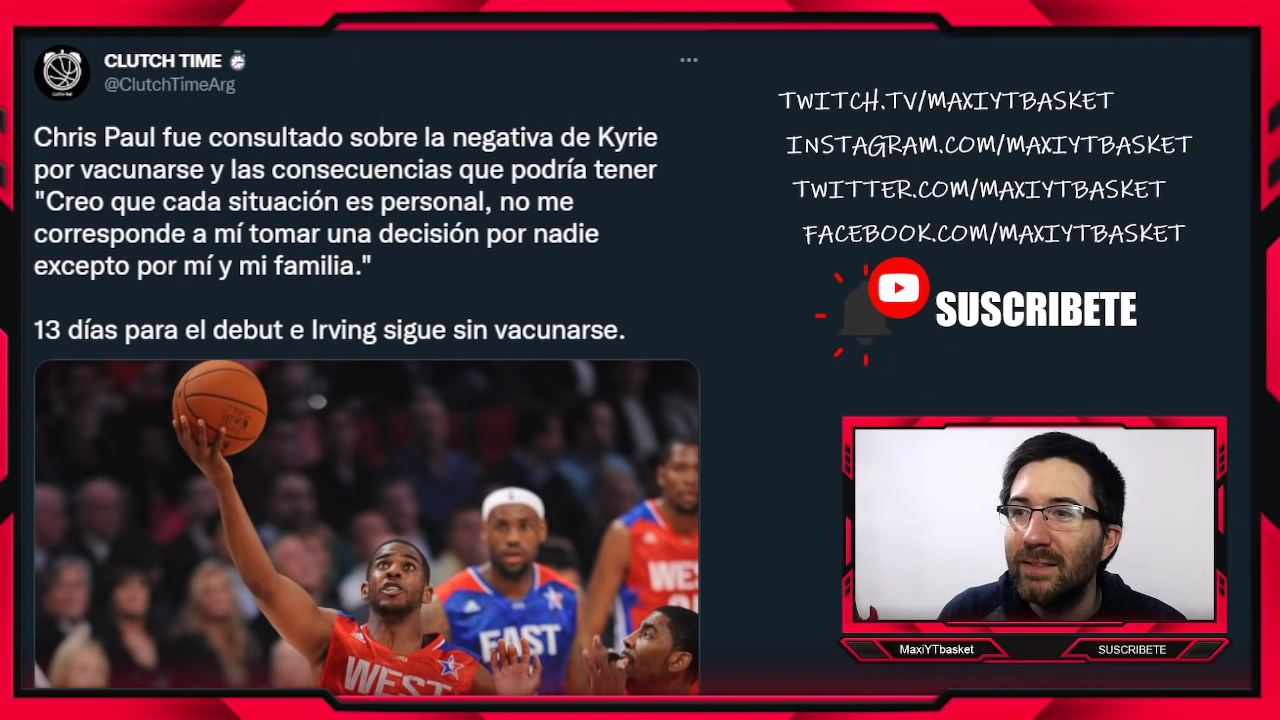 CLUTCH TIME
@ClutchTimeArg
Chris Paul fue consultado sobre la negativa de Kyrie
por vacunarse y las consecuencias que podría tener
"Creo que cada situación es personal, no me
corresponde a mí tomar una decisión por nadie
excepto por mí y mi familia."
13 días para el debut e Irving sigue sin vacunarse.
WEST
EAST
WEST
TWITCH.TV/MAXIYTBASKET
INSTAGRAM.COM/MAXIYTBASKET
TWITTER.COM/MAXIYTBASKET
FACEBOOK.COM/MAXIYTBASKET
SUSCRIBETE
MaxiYTbasket
SUSCRIBETE